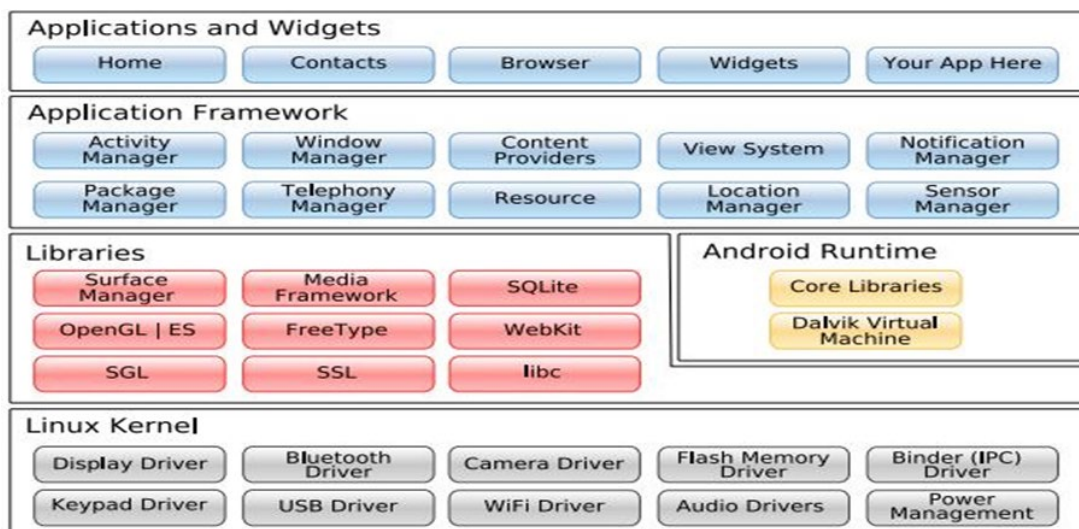 Applications and Widgets
Home
Contacts
Browser
Widgets
Your App Here
Application Framework
Activity
Manager
Window
Manager
Content
Providers
View System
Notification
Manager
Package
Manager
Telephony
Manager
Resource
Location
Manager
Sensor
Manager
Libraries
Surface
Manager
Media
Framework
SQLite
OpenGL | ES
FreeType
WebKit
SGL
SSL
libc
Android Runtime
Core Libraries
Dalvik Virtual
Machine
Linux Kernel
Display Driver
Bluetooth
Driver
Camera Driver
Flash Memory
Driver
Binder (IPC)
Driver
Keypad Driver
USB Driver
WiFi Driver
Audio Drivers
Power
Management